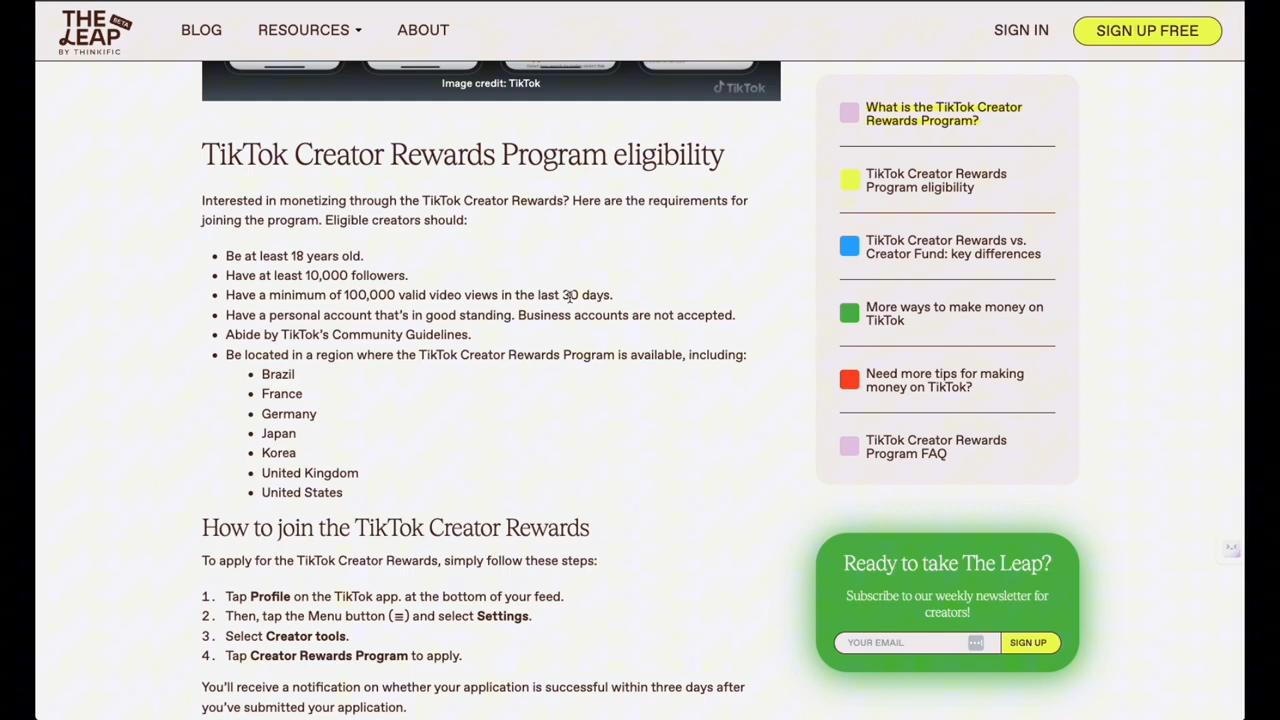 THE LEAP BETA
BY THINKIFIC
BLOG
RESOURCES
ABOUT
SIGN IN
SIGN UP FREE
Image credit: TikTok
TikTok
TikTok Creator Rewards Program eligibility
Interested in monetizing through the TikTok Creator Rewards? Here are the requirements for
joining the program. Eligible creators should:
• Be at least 18 years old.
• Have at least 10,000 followers.
• Have a minimum of 100,000 valid video views in the last 30 days.
• Have a personal account that’s in good standing. Business accounts are not accepted.
• Abide by TikTok’s Community Guidelines.
• Be located in a region where the TikTok Creator Rewards Program is available, including:
• Brazil
• France
• Germany
• Japan
• Korea
• United Kingdom
• United States
How to join the TikTok Creator Rewards
To apply for the TikTok Creator Rewards, simply follow these steps:
1. Tap Profile on the TikTok app. at the bottom of your feed.
2. Then, tap the Menu button (≡) and select Settings.
3. Select Creator tools.
4. Tap Creator Rewards Program to apply.
You’ll receive a notification on whether your application is successful within three days after
you’ve submitted your application.
What is the TikTok Creator
Rewards Program?
TikTok Creator Rewards
Program eligibility
TikTok Creator Rewards vs.
Creator Fund: key differences
More ways to make money on
TikTok
Need more tips for making
money on TikTok?
TikTok Creator Rewards
Program FAQ
Ready to take The Leap?
Subscribe to our weekly newsletter for
creators!
YOUR EMAIL
SIGN UP